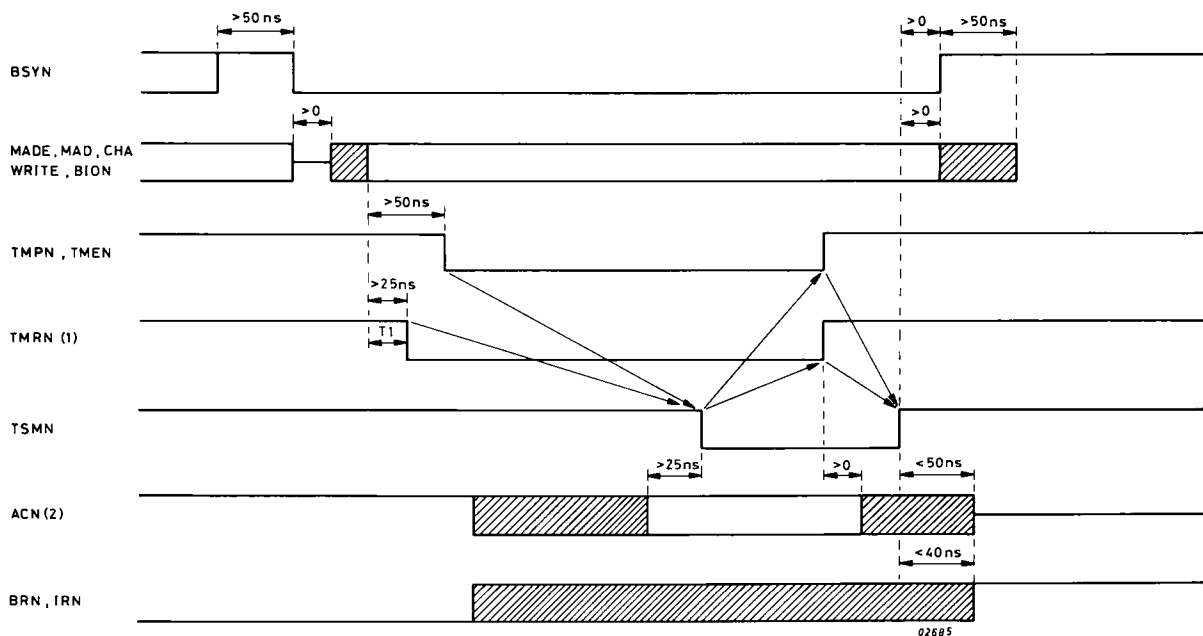 >50ns >0 >50ns
BSYN
>0 >0
MADE, MAD, CHA
WRITE, BION
>50ns
TMPN, TMEN
>25ns
TMRN (1) T1
TSMN
>25ns >0 <50ns
ACN (2)
<40ns
BRN, IRN
02685